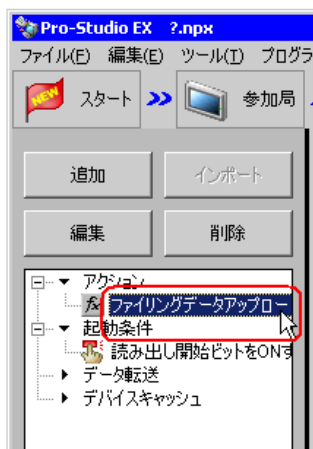 Pro-Studio EX ?.npx
ファイル(F) 編集(E) ツール(T) プログラ
NEW スタート 参加局
追加 インポート
編集 削除
アクション
fx ファイリングデータアップロー
起動条件
読み出し開始ビットをONす
データ転送
デバイスキャッシュ